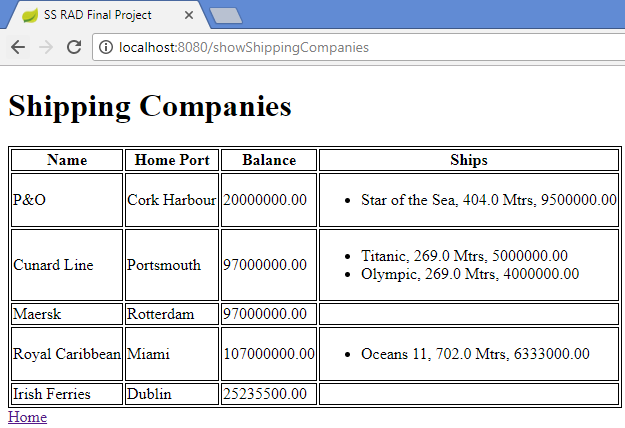 SS RAD Final Project
localhost:8080/showShippingCompanies
Shipping Companies
Name Home Port Balance Ships
P&O Cork Harbour 20000000.00 • Star of the Sea, 404.0 Mtrs, 9500000.00
Cunard Line Portsmouth 97000000.00 • Titanic, 269.0 Mtrs, 5000000.00
• Olympic, 269.0 Mtrs, 4000000.00
Maersk Rotterdam 97000000.00
Royal Caribbean Miami 107000000.00 • Oceans 11, 702.0 Mtrs, 6333000.00
Irish Ferries Dublin 25235500.00
Home